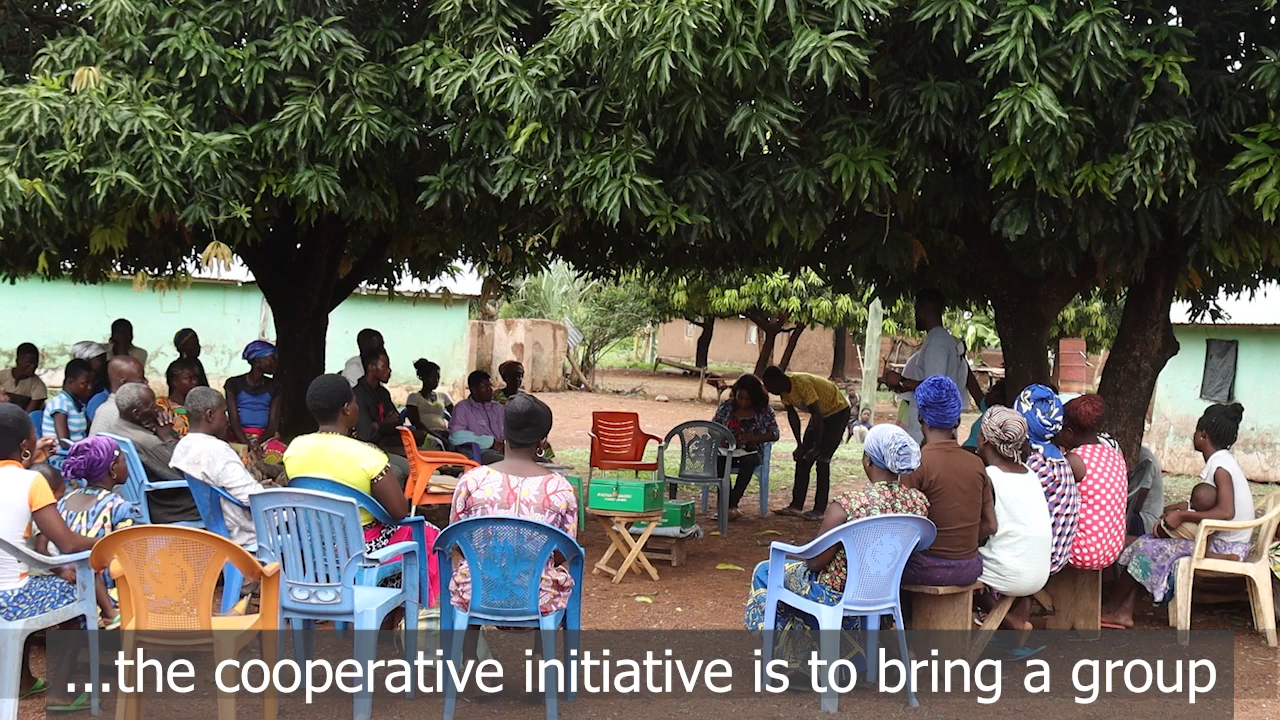 ...the cooperative initiative is to bring a group